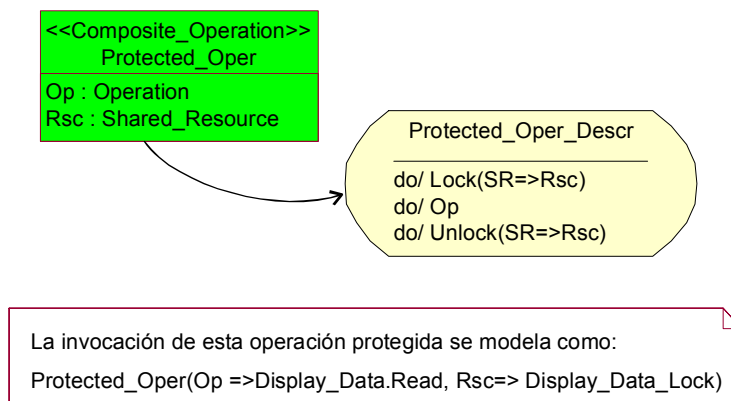 <<Composite_Operation>>
Protected_Oper
Op : Operation
Rsc : Shared_Resource
Protected_Oper_Descr
do/ Lock(SR=>Rsc)
do/ Op
do/ Unlock(SR=>Rsc)
La invocación de esta operación protegida se modela como:
Protected_Oper(Op =>Display_Data.Read, Rsc=> Display_Data_Lock)